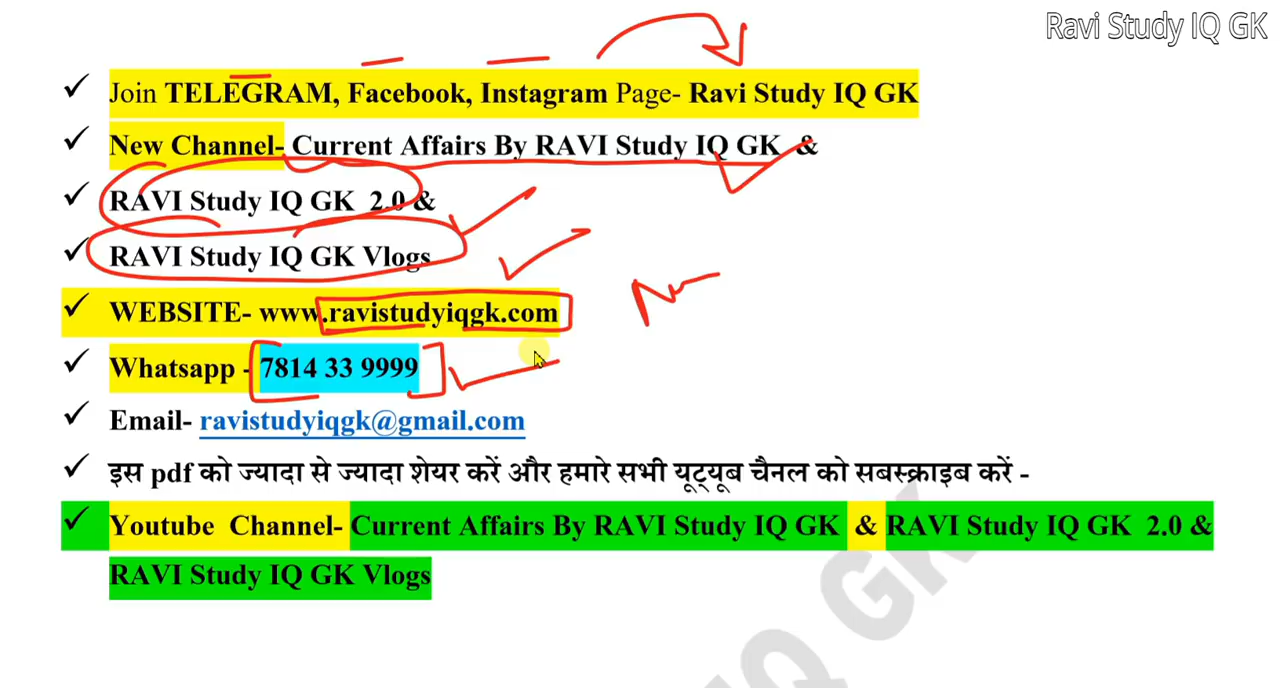 Ravi Study IQ GK
✓ Join TELEGRAM, Facebook, Instagram Page- Ravi Study IQ GK
✓ New Channel- Current Affairs By RAVI Study IQ GK &
✓ RAVI Study IQ GK 2.0 &
✓ RAVI Study IQ GK Vlogs
✓ WEBSITE- www.ravistudyiqgk.com
✓ Whatsapp - 7814 33 9999
✓ Email- ravistudyiqgk@gmail.com
✓ इस pdf को ज्यादा से ज्यादा शेयर करें और हमारे सभी यूट्यूब चैनल को सबस्क्राइब करें -
✓ Youtube Channel- Current Affairs By RAVI Study IQ GK & RAVI Study IQ GK 2.0 &
RAVI Study IQ GK Vlogs
IQ GK